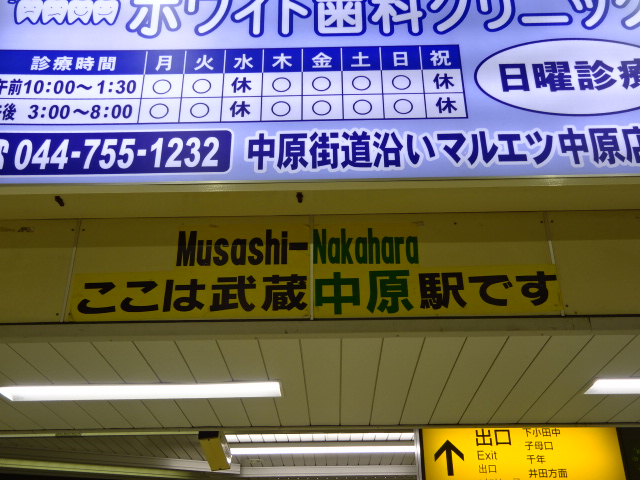 ホワイト歯科クリニック
診療時間 月 火 水 木 金 土 日 祝
午前10:00～1:30 ○ ○ 休 ○ ○ ○ ○ 休
午後 3:00～8:00 ○ ○ 休 ○ ○ ○ ○ 休
日曜診療
044-755-1232 中原街道沿いマルエツ中原店
Musashi-Nakahara
ここは武蔵中原駅です
出口 下小田中
子母口
Exit 千年
出口 井田方面